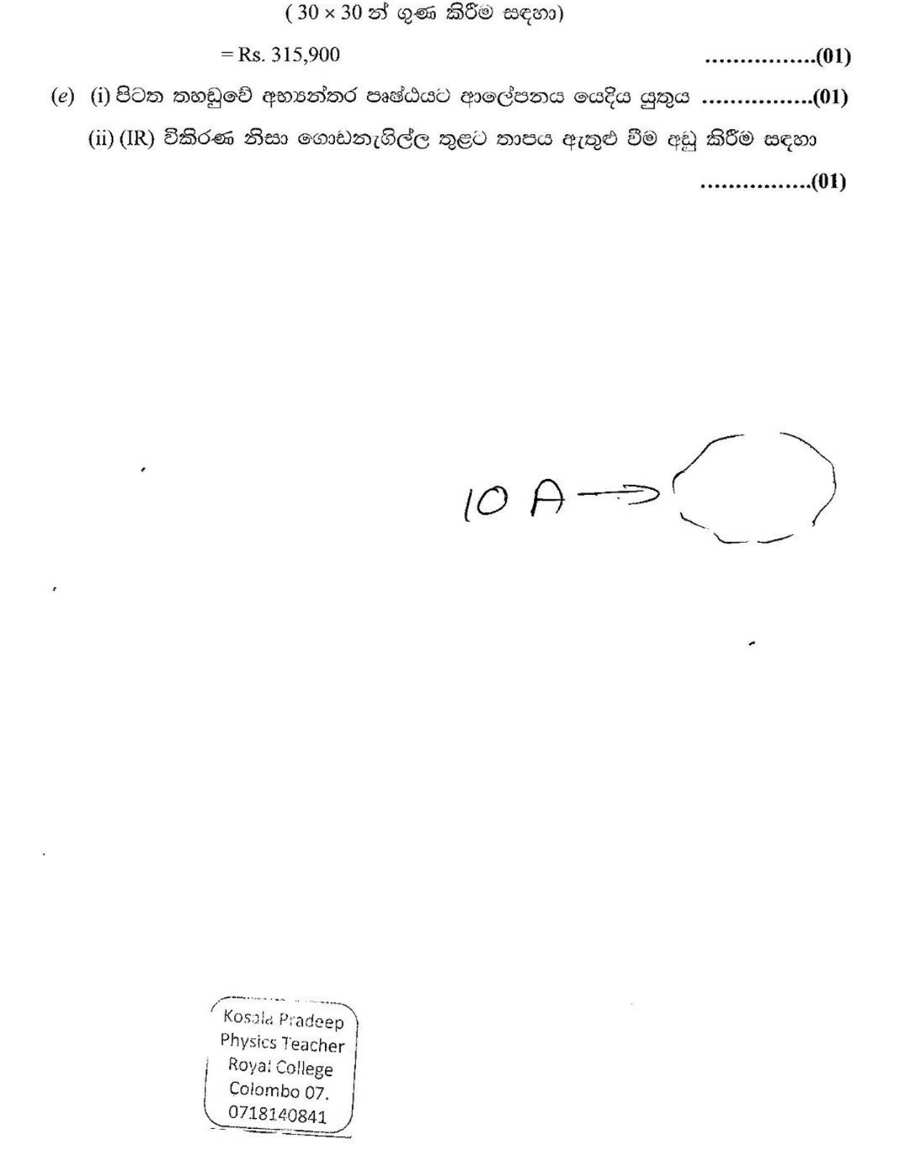 ( 30 × 30 න් ගුණ කිරීම සඳහා)
= Rs. 315,900 ................(01)
(e) (i) පිටත තහඩුවේ අභ්‍යන්තර පෘෂ්ඨයට ආලේපනය යෙදිය යුතුය ................(01)
(ii) (IR) විකිරණ නිසා ගොඩනැගිල්ල තුළට තාපය ඇතුළු වීම අඩු කිරීම සඳහා
................(01)
10 A →
Kosala Pradeep
Physics Teacher
Royal College
Colombo 07.
0718140841